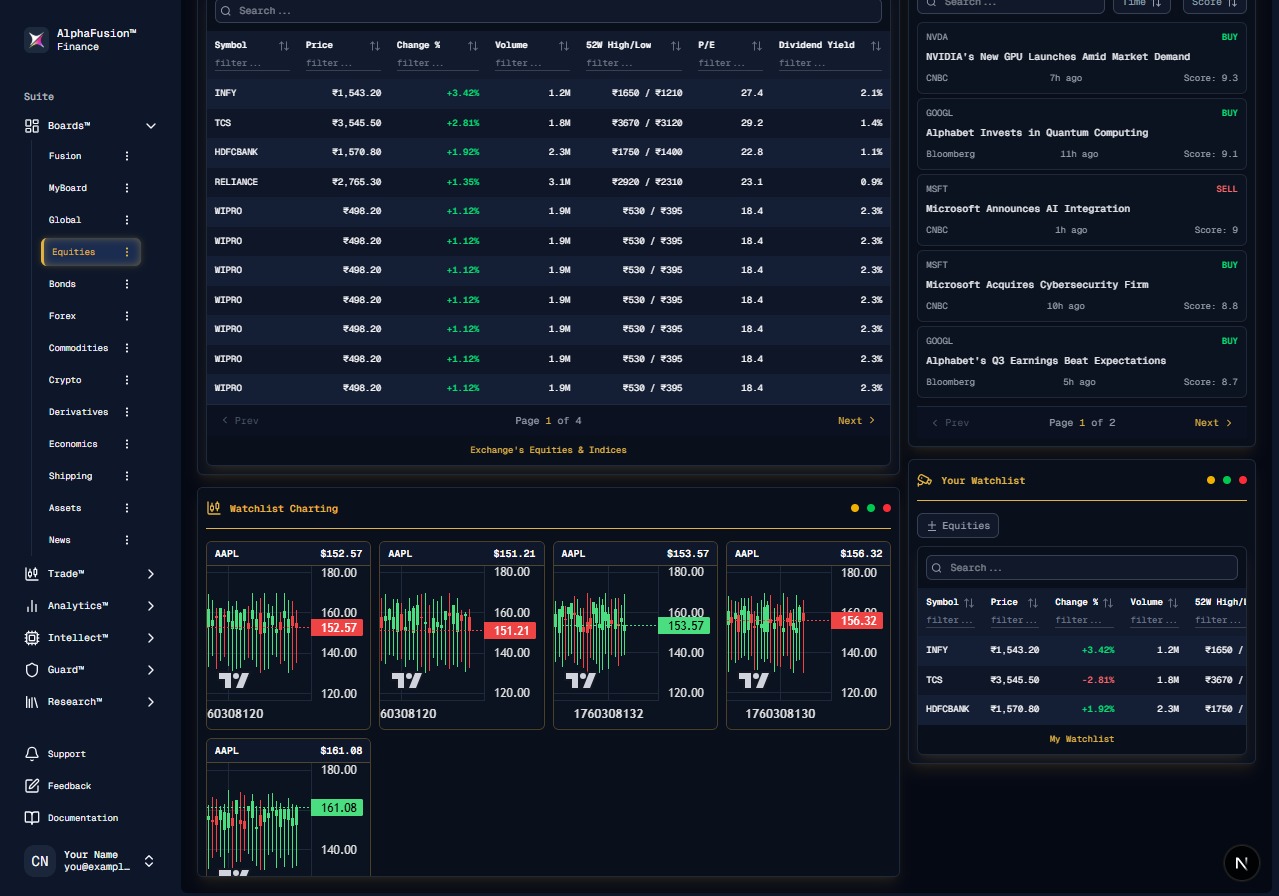 AlphaFusion™
Finance
Suite
Boards™
Fusion
MyBoard
Global
Equities
Bonds
Forex
Commodities
Crypto
Derivatives
Economics
Shipping
Assets
News
Trade™
Analytics™
Intellect™
Guard™
Research™
Support
Feedback
Documentation
CN
Your Name
you@exampl…
Search...
Symbol Price Change % Volume 52W High/Low P/E Dividend Yield
filter... filter... filter... filter... filter... filter... filter...
INFY ₹1,543.20 +3.42% 1.2M ₹1650 / ₹1210 27.4 2.1%
TCS ₹3,545.50 +2.81% 1.8M ₹3670 / ₹3120 29.2 1.4%
HDFCBANK ₹1,570.80 +1.92% 2.3M ₹1750 / ₹1400 22.8 1.1%
RELIANCE ₹2,765.30 +1.35% 3.1M ₹2920 / ₹2310 23.1 0.9%
WIPRO ₹498.20 +1.12% 1.9M ₹530 / ₹395 18.4 2.3%
WIPRO ₹498.20 +1.12% 1.9M ₹530 / ₹395 18.4 2.3%
WIPRO ₹498.20 +1.12% 1.9M ₹530 / ₹395 18.4 2.3%
WIPRO ₹498.20 +1.12% 1.9M ₹530 / ₹395 18.4 2.3%
WIPRO ₹498.20 +1.12% 1.9M ₹530 / ₹395 18.4 2.3%
WIPRO ₹498.20 +1.12% 1.9M ₹530 / ₹395 18.4 2.3%
WIPRO ₹498.20 +1.12% 1.9M ₹530 / ₹395 18.4 2.3%
Prev Page 1 of 4 Next
Exchange's Equities & Indices
Watchlist Charting
AAPL $152.57
180.00
160.00
152.57
140.00
120.00
60308120
AAPL $151.21
180.00
160.00
151.21
140.00
120.00
60308120
AAPL $153.57
180.00
160.00
153.57
140.00
120.00
1760308132
AAPL $156.32
180.00
160.00
156.32
140.00
120.00
1760308130
AAPL $161.08
180.00
161.08
140.00
Search... Time Score
NVDA BUY
NVIDIA's New GPU Launches Amid Market Demand
CNBC 7h ago Score: 9.3
GOOGL BUY
Alphabet Invests in Quantum Computing
Bloomberg 11h ago Score: 9.1
MSFT SELL
Microsoft Announces AI Integration
CNBC 1h ago Score: 9
MSFT BUY
Microsoft Acquires Cybersecurity Firm
CNBC 10h ago Score: 8.8
GOOGL BUY
Alphabet's Q3 Earnings Beat Expectations
Bloomberg 5h ago Score: 8.7
Prev Page 1 of 2 Next
Your Watchlist
Equities
Search...
Symbol Price Change % Volume 52W High/
filter... filter... filter... filter... filter...
INFY ₹1,543.20 +3.42% 1.2M ₹1650 /
TCS ₹3,545.50 -2.81% 1.8M ₹3670 /
HDFCBANK ₹1,570.80 +1.92% 2.3M ₹1750 /
My Watchlist
N